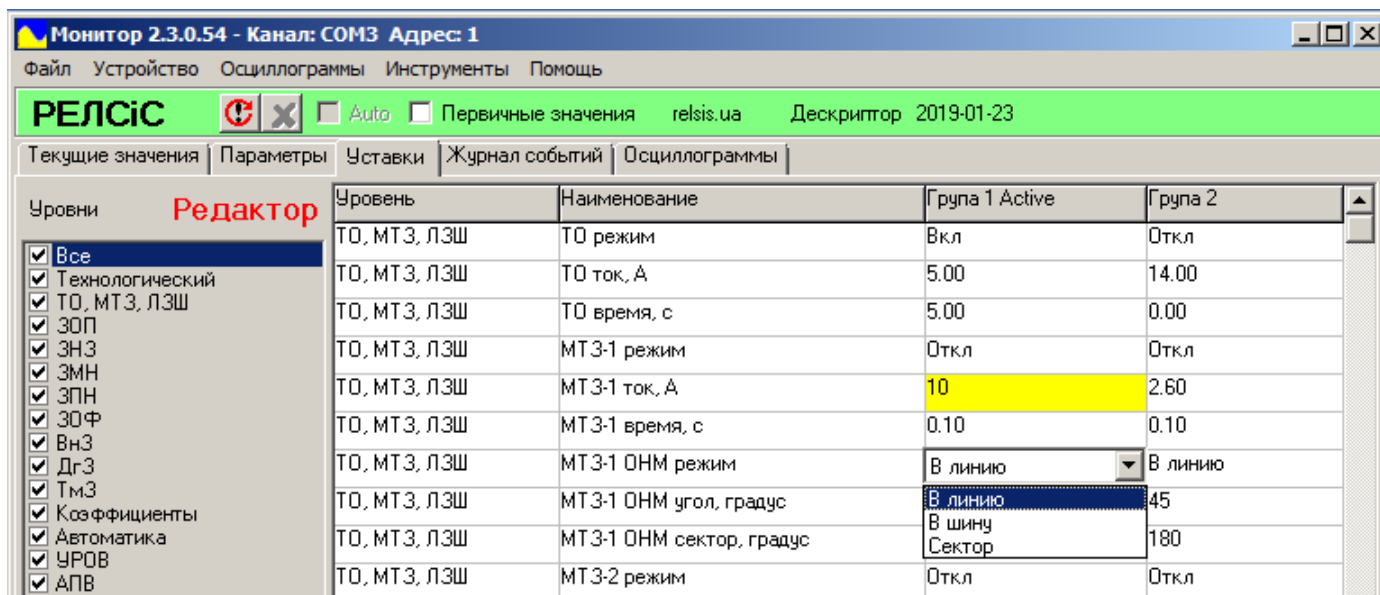 Монитор 2.3.0.54 - Канал: COM3 Адрес: 1
Файл Устройство Осциллограммы Инструменты Помощь
РЕЛСіС Auto Первичные значения relsis.ua Дескриптор 2019-01-23
Текущие значения Параметры Уставки Журнал событий Осциллограммы
Уровни Редактор
Все
Технологический
ТО, МТЗ, ЛЗШ
ЗОП
ЗНЗ
ЗМН
ЗПН
ЗОФ
ВнЗ
ДгЗ
ТмЗ
Коэффициенты
Автоматика
УРОВ
АПВ
Уровень Наименование Група 1 Active Група 2
ТО, МТЗ, ЛЗШ ТО режим Вкл Откл
ТО, МТЗ, ЛЗШ ТО ток, А 5.00 14.00
ТО, МТЗ, ЛЗШ ТО время, с 5.00 0.00
ТО, МТЗ, ЛЗШ МТЗ-1 режим Откл Откл
ТО, МТЗ, ЛЗШ МТЗ-1 ток, А 10 2.60
ТО, МТЗ, ЛЗШ МТЗ-1 время, с 0.10 0.10
ТО, МТЗ, ЛЗШ МТЗ-1 ОНМ режим В линию В линию
ТО, МТЗ, ЛЗШ МТЗ-1 ОНМ угол, градус В линию 45
В шину
ТО, МТЗ, ЛЗШ МТЗ-1 ОНМ сектор, градус Сектор 180
ТО, МТЗ, ЛЗШ МТЗ-2 режим Откл Откл